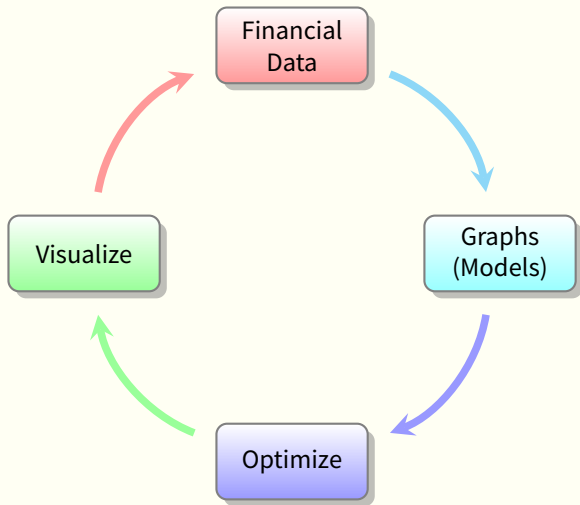 Financial
Data
Graphs
(Models)
Visualize
Optimize